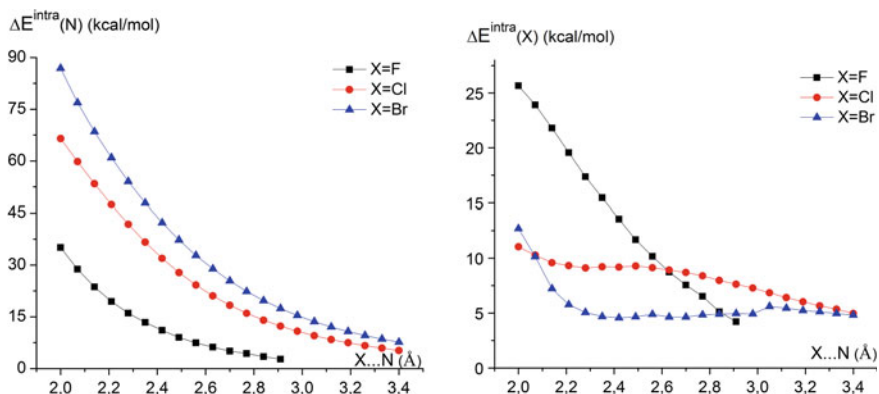 ΔE^intra(N) (kcal/mol)
90
75
60
45
30
15
0
X=F
X=Cl
X=Br
X...N (Å)
2,0 2,2 2,4 2,6 2,8 3,0 3,2 3,4
ΔE^intra(X) (kcal/mol)
25
20
15
10
5
0
X=F
X=Cl
X=Br
X...N (Å)
2,0 2,2 2,4 2,6 2,8 3,0 3,2 3,4